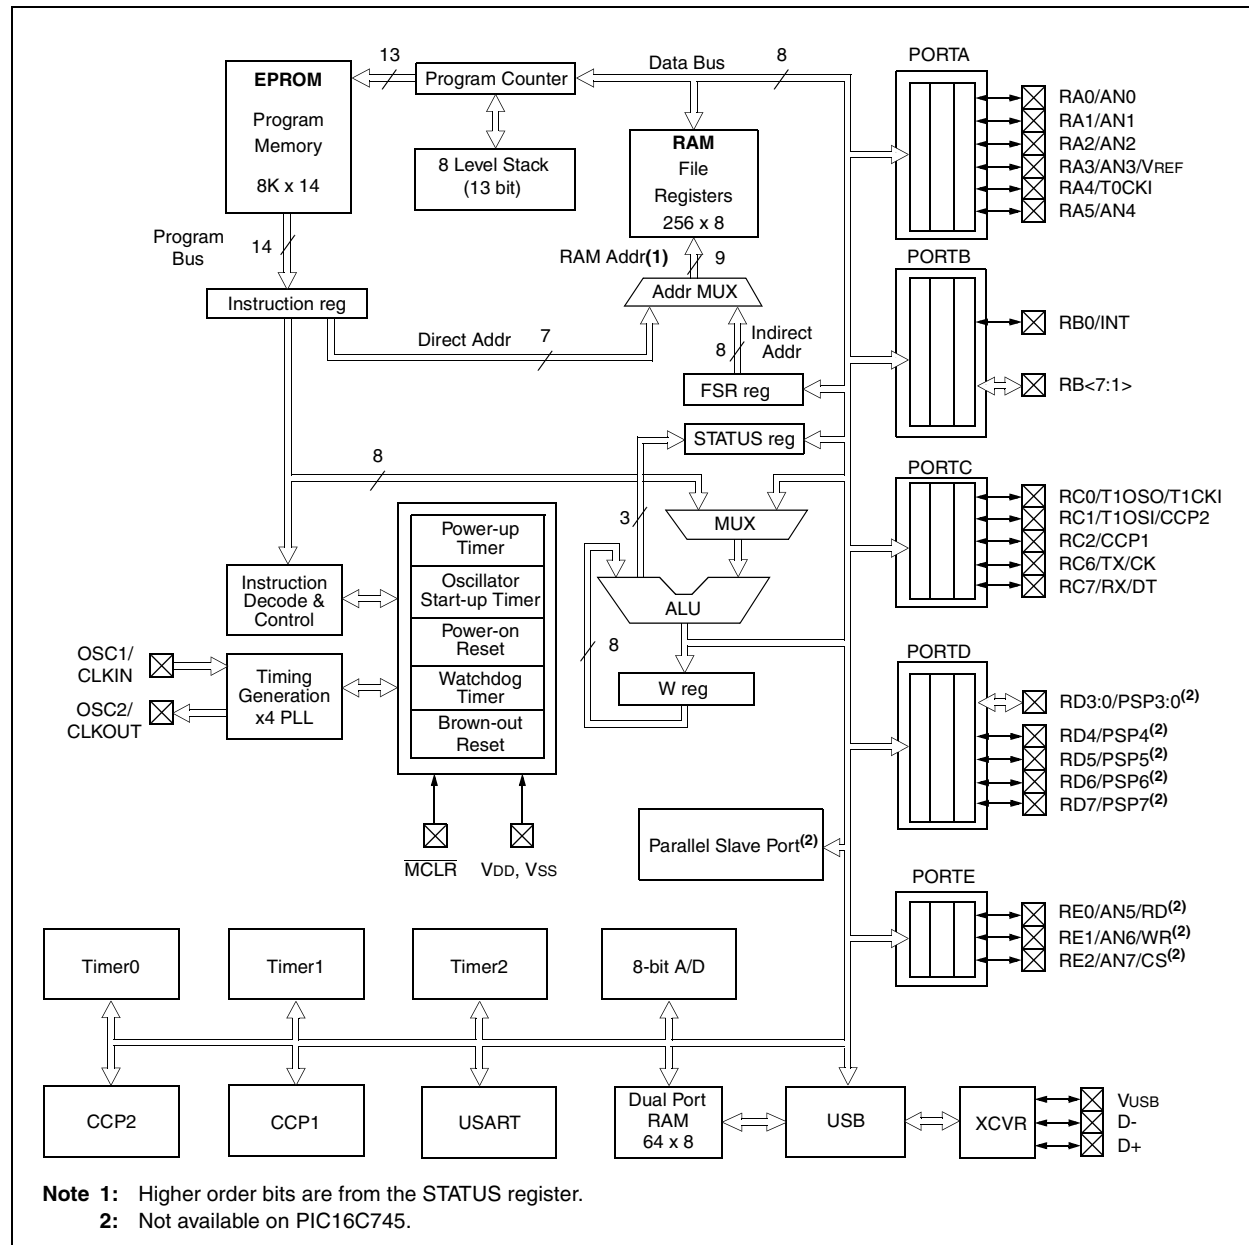 EPROM
Program
Memory
8K x 14
13
Program Counter
Data Bus
8
8 Level Stack
(13 bit)
RAM
File
Registers
256 x 8
Program
Bus
14
RAM Addr(1)
9
Instruction reg
Addr MUX
Direct Addr
7
8
Indirect
Addr
FSR reg
STATUS reg
8
3
MUX
Power-up
Timer
Oscillator
Start-up Timer
Power-on
Reset
Watchdog
Timer
Brown-out
Reset
Instruction
Decode &
Control
ALU
8
W reg
OSC1/
CLKIN
OSC2/
CLKOUT
Timing
Generation
x4 PLL
MCLR
VDD, VSS
Parallel Slave Port(2)
PORTA
RA0/AN0
RA1/AN1
RA2/AN2
RA3/AN3/VREF
RA4/T0CKI
RA5/AN4
PORTB
RB0/INT
RB<7:1>
PORTC
RC0/T1OSO/T1CKI
RC1/T1OSI/CCP2
RC2/CCP1
RC6/TX/CK
RC7/RX/DT
PORTD
RD3:0/PSP3:0(2)
RD4/PSP4(2)
RD5/PSP5(2)
RD6/PSP6(2)
RD7/PSP7(2)
PORTE
RE0/AN5/RD(2)
RE1/AN6/WR(2)
RE2/AN7/CS(2)
Timer0
Timer1
Timer2
8-bit A/D
CCP2
CCP1
USART
Dual Port
RAM
64 x 8
USB
XCVR
VUSB
D-
D+
Note 1: Higher order bits are from the STATUS register.
2: Not available on PIC16C745.